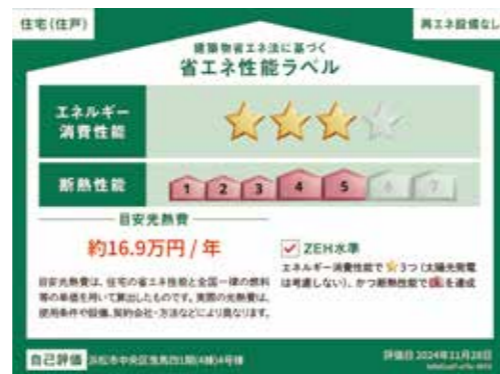 住宅(住戸)
再エネ設備なし
建築物省エネ法に基づく
省エネ性能ラベル
エネルギー
消費性能
断熱性能
1 2 3 4 5 6 7
目安光熱費
約16.9万円 / 年
目安光熱費は、住宅の省エネ性能と全国一律の燃料
等の単価を用いて算出したものです。実際の光熱費は、
使用条件や設備、契約会社・方法などにより異なります。
ZEH水準
エネルギー消費性能で 3つ (太陽光発電
は考慮しない)、かつ断熱性能で 5 を達成
自己評価 浜松市中央区 4号棟
評価日 2024年11月28日